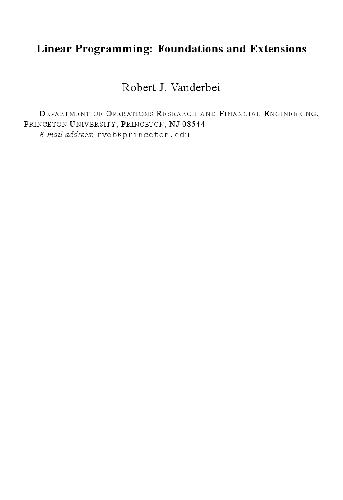 Linear Programming: Foundations and Extensions
Robert J. Vanderbei
DEPARTMENT OF OPERATIONS RESEARCH AND FINANCIAL ENGINEERING,
PRINCETON UNIVERSITY, PRINCETON, NJ 08544
E-mail address: rvdb@princeton.edu